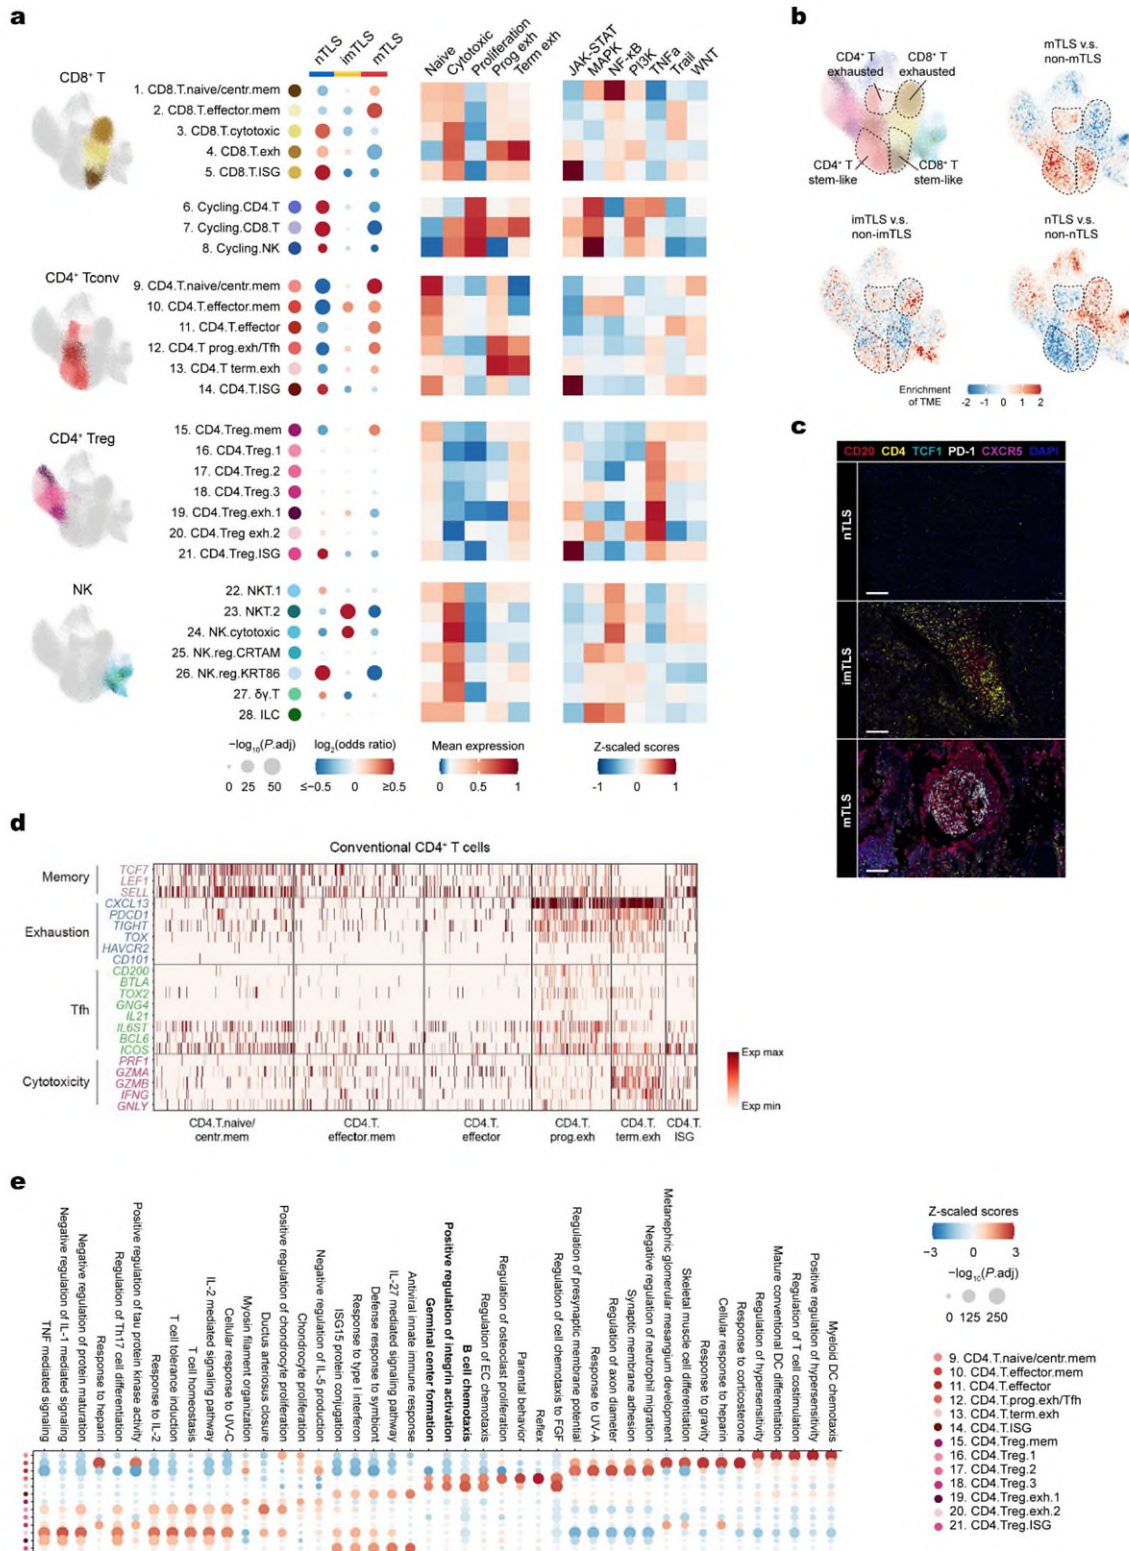 a
nTLS
imTLS
mTLS
Naive
Cytotoxic
Proliferation
Prog exh
Term exh
JAK-STAT
MAPK
NF-κB
PI3K
TNFa
Trail
WNT
CD8⁺ T
1. CD8.T.naive/centr.mem
2. CD8.T.effector.mem
3. CD8.T.cytotoxic
4. CD8.T.exh
5. CD8.T.ISG
6. Cycling.CD4.T
7. Cycling.CD8.T
8. Cycling.NK
CD4⁺ Tconv
9. CD4.T.naive/centr.mem
10. CD4.T.effector.mem
11. CD4.T.effector
12. CD4.T prog.exh/Tfh
13. CD4.T term.exh
14. CD4.T.ISG
CD4⁺ Treg
15. CD4.Treg.mem
16. CD4.Treg.1
17. CD4.Treg.2
18. CD4.Treg.3
19. CD4.Treg.exh.1
20. CD4.Treg exh.2
21. CD4.Treg.ISG
NK
22. NKT.1
23. NKT.2
24. NK.cytotoxic
25. NK.reg.CRTAM
26. NK.reg.KRT86
27. δγ.T
28. ILC
−log₁₀(P.adj)
0 25 50
log₂(odds ratio)
≤−0.5 0 ≥0.5
Mean expression
0 0.5 1
Z-scaled scores
-1 0 1
b
CD4⁺ T
exhausted
CD8⁺ T
exhausted
CD4⁺ T
stem-like
CD8⁺ T
stem-like
mTLS v.s.
non-mTLS
imTLS v.s.
non-imTLS
nTLS v.s.
non-nTLS
Enrichment
of TME
-2 -1 0 1 2
c
CD20 CD4 TCF1 PD-1 CXCR5 DAPI
nTLS
imTLS
mTLS
d
Conventional CD4⁺ T cells
Memory
TCF7
LEF1
SELL
Exhaustion
CXCL13
PDCD1
TIGHT
TOX
HAVCR2
CD101
Tfh
CD200
BTLA
TOX2
GNG4
IL21
IL6ST
BCL6
ICOS
Cytotoxicity
PRF1
GZMA
GZMB
IFNG
GNLY
CD4.T.naive/
centr.mem
CD4.T.
effector.mem
CD4.T.
effector
CD4.T.
prog.exh
CD4.T.
term.exh
CD4.T.
ISG
Exp max
Exp min
e
TNF mediated signaling
Negative regulation of IL-1 mediated signaling
Negative regulation of protein maturation
Response to heparin
Regulation of Th17 cell differentiation
Positive regulation of tau protein kinase activity
Response to IL-2
T cell tolerance induction
T cell homeostasis
IL-2 mediated signaling pathway
Cellular response to UV-C
Myosin filament organization
Ductus arteriosus closure
Positive regulation of chondrocyte proliferation
Chondrocyte proliferation
Negative regulation of IL-5 production
ISG15 protein conjugation
Response to type I interferon
Defense response to symbiont
IL-27 mediated signaling pathway
Antiviral innate immune response
Germinal center formation
Positive regulation of integrin activation
B cell chemotaxis
Regulation of EC chemotaxis
Regulation of osteoclast proliferation
Parental behavior
Reflex
Regulation of cell chemotaxis to FGF
Regulation of presynaptic membrane potential
Response to UV-A
Regulation of axon diameter
Synaptic membrane adhesion
Negative regulation of neutrophil migration
Metanephric glomerular mesangium development
Skeletal muscle cell differentiation
Response to gravity
Cellular response to heparin
Response to corticosterone
Regulation of hypersensitivity
Mature conventional DC differentiation
Regulation of T cell costimulation
Positive regulation of hypersensitivity
Myeloid DC chemotaxis
Z-scaled scores
−3 0 3
−log₁₀(P.adj)
0 125 250
9. CD4.T.naive/centr.mem
10. CD4.T.effector.mem
11. CD4.T.effector
12. CD4.T.prog.exh/Tfh
13. CD4.T.term.exh
14. CD4.T.ISG
15. CD4.Treg.mem
16. CD4.Treg.1
17. CD4.Treg.2
18. CD4.Treg.3
19. CD4.Treg.exh.1
20. CD4.Treg.exh.2
21. CD4.Treg.ISG